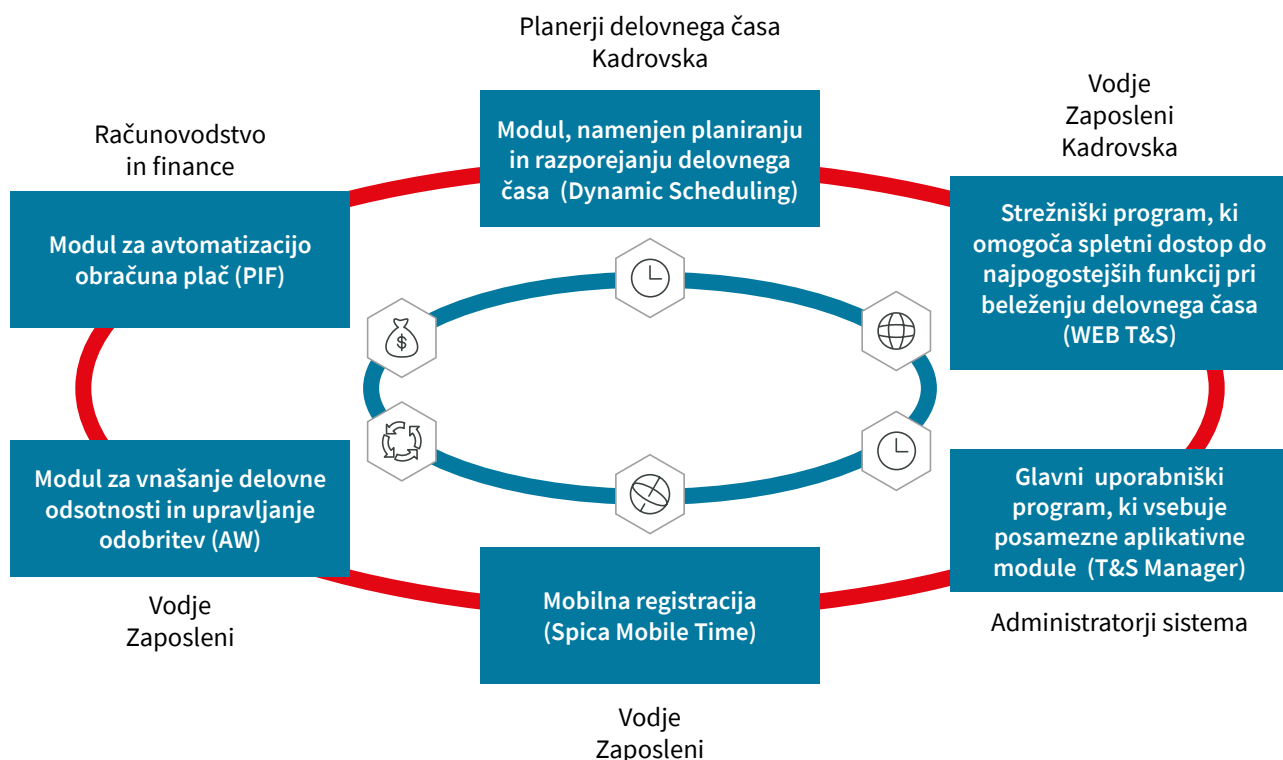 Planerji delovnega časa
Kadrovska
Modul, namenjen planiranju
in razporejanju delovnega
časa  (Dynamic Scheduling)
Vodje
Zaposleni
Kadrovska
Strežniški program, ki
omogoča spletni dostop do
najpogostejših funkcij pri
beleženju delovnega časa
(WEB T&S)
Računovodstvo
in finance
Modul za avtomatizacijo
obračuna plač (PIF)
$
Modul za vnašanje delovne
odsotnosti in upravljanje
odobritev (AW)
Vodje
Zaposleni
Mobilna registracija
(Spica Mobile Time)
Vodje
Zaposleni
Glavni  uporabniški
program, ki vsebuje
posamezne aplikativne
module  (T&S Manager)
Administratorji sistema